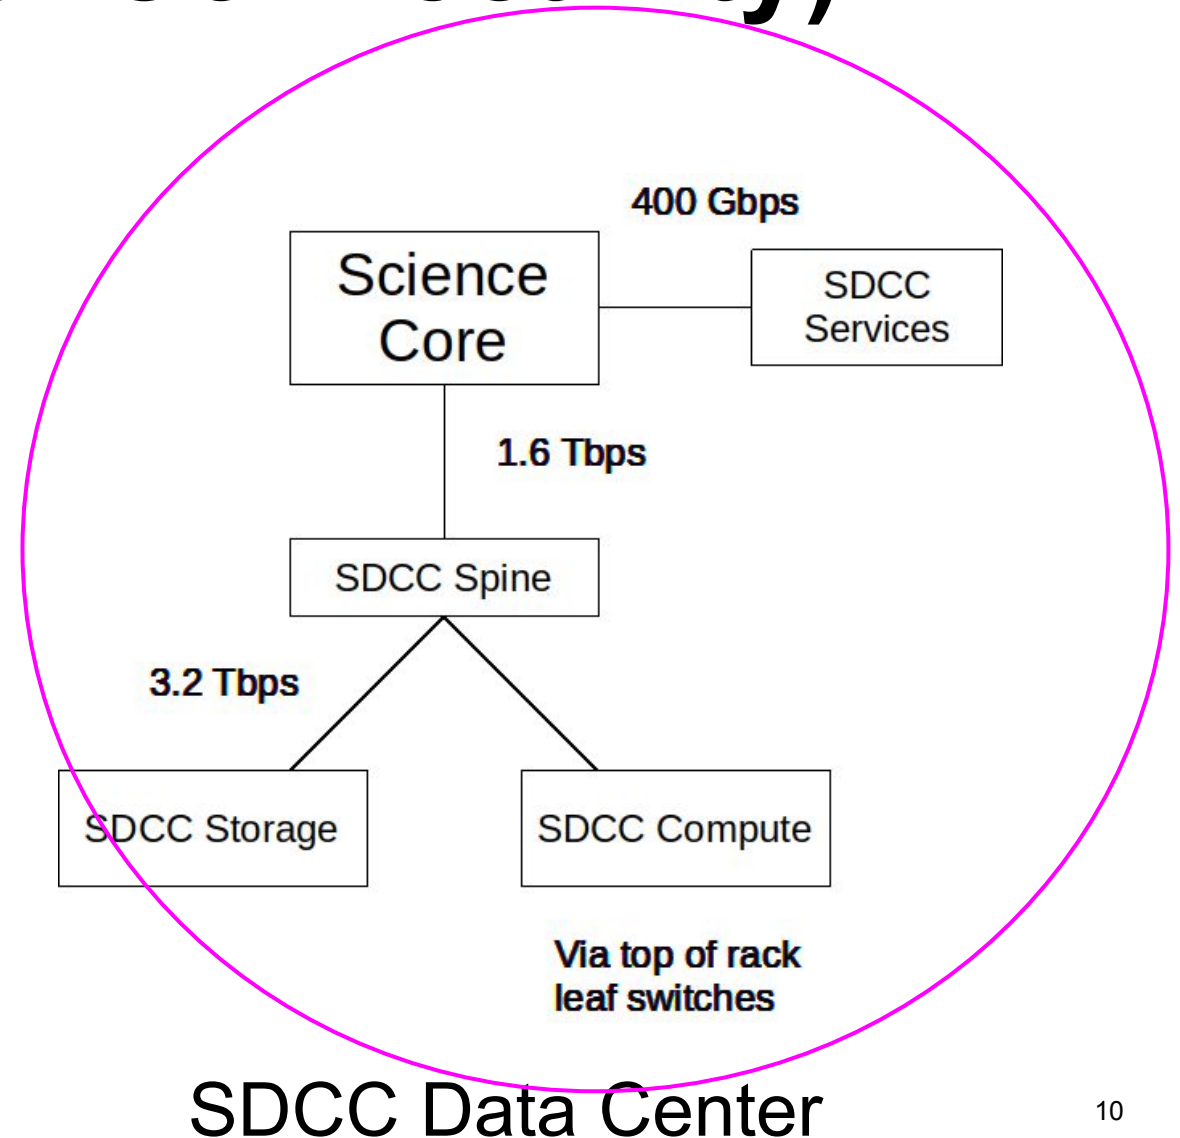 400 Gbps
Science
Core
SDCC
Services
1.6 Tbps
SDCC Spine
3.2 Tbps
SDCC Storage
SDCC Compute
Via top of rack
leaf switches
SDCC Data Center
10